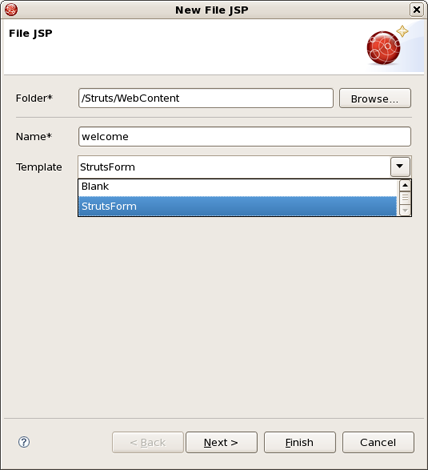 New File JSP
File JSP
Folder* /Struts/WebContent Browse...
Name* welcome
Template StrutsForm
Blank
StrutsForm
? < Back Next > Finish Cancel